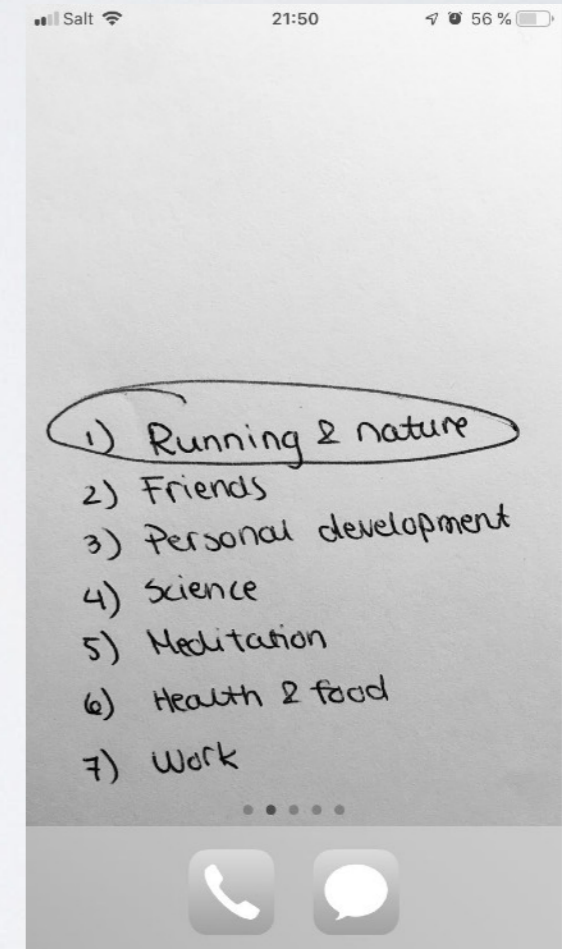 Salt 21:50 56 %
1) Running & nature
2) Friends
3) Personal development
4) Science
5) Meditation
6) Health & food
7) Work